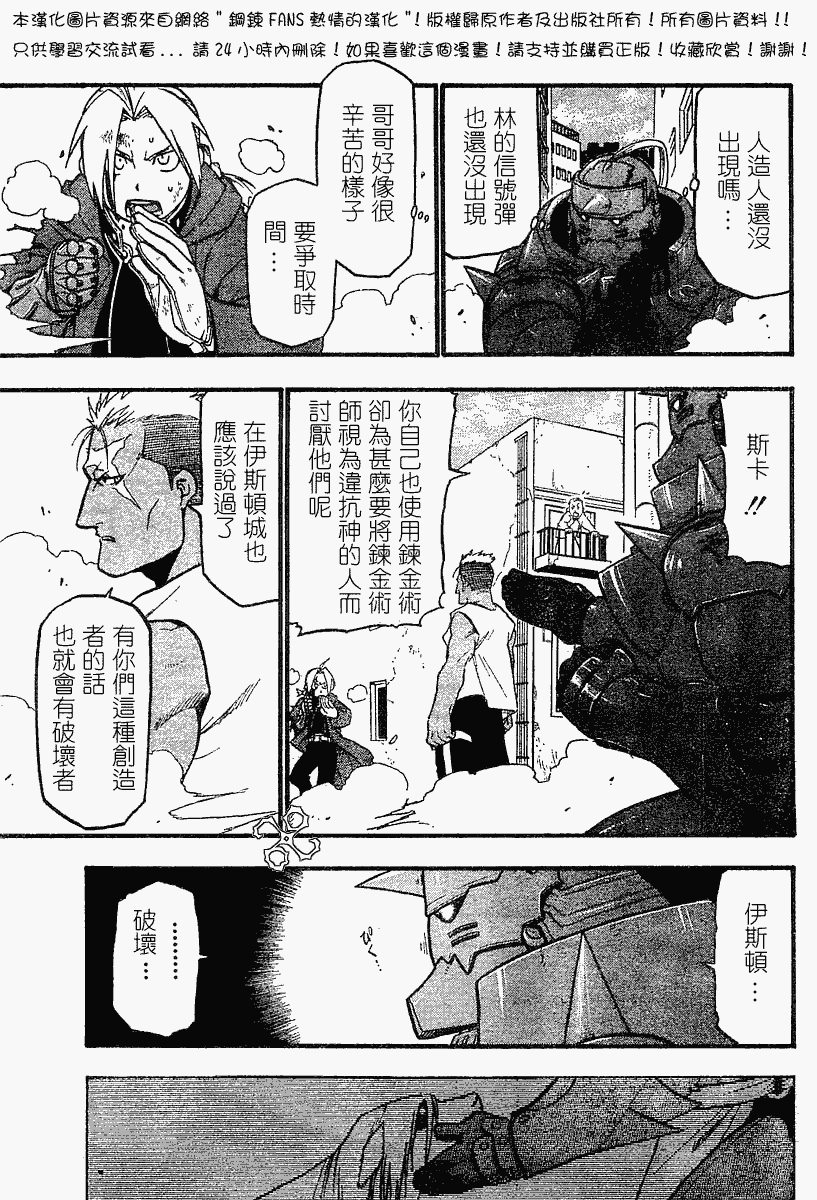 本漢化圖片資源來自網絡"鋼鍊FANS熱情的漢化"!版權歸原作者及出版社所有!所有圖片資料!!
只供學習交流試看...請24小時內刪除!如果喜歡這個漫畫!請支持並購買正版!收藏欣賞!謝謝!
人造人還沒
出現嗎…
林的信號彈
也還沒出現
哥哥好像很
辛苦的樣子
要爭取時
間…
斯卡!!
你自己也使用鍊金術
卻為甚麼要將鍊金術
師視為違抗神的人而
討厭他們呢
在伊斯頓城也
應該說過了
有你們這種創造
者的話
也就會有破壞者
伊斯頓…
ぴく…
………
破壞…